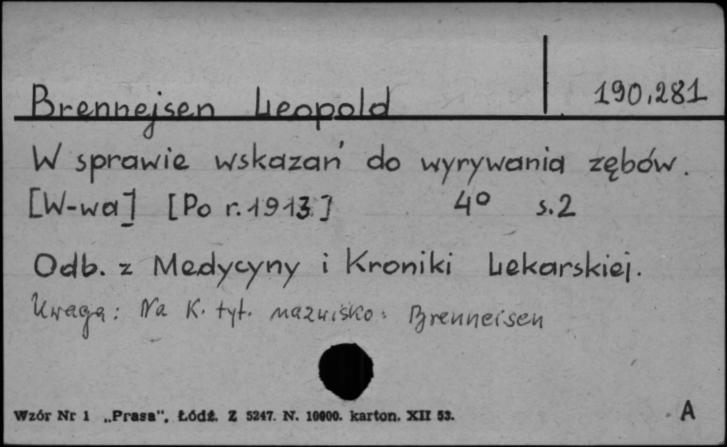 Brennejsen Leopold 190.281
W sprawie wskazań do wyrywania zębów.
[W-wa] [Po r. 1913] 4° s.2
Odb. z Medycyny i Kroniki Lekarskiej.
Uwaga: Na K. tyt. nazwisko: Brenneisen
Wzór Nr 1 „Prasa", Łódź. Z 5247. N. 10000. karton. XII 53. A